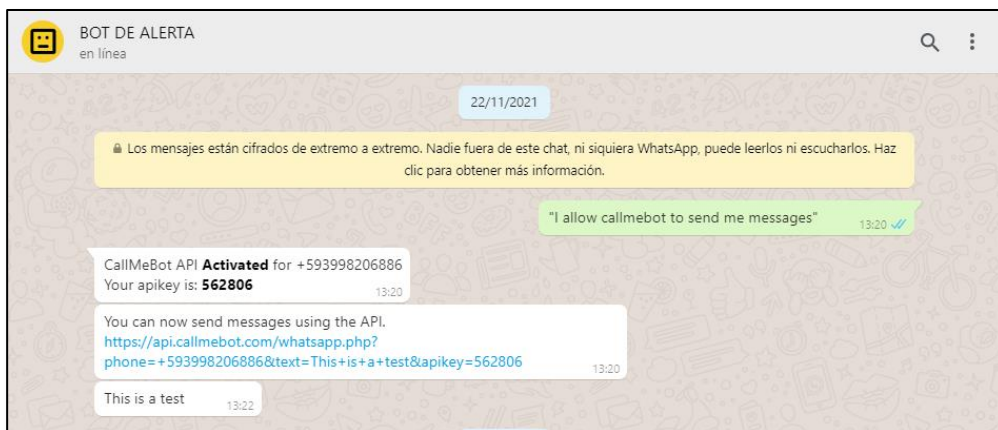 BOT DE ALERTA
en línea
22/11/2021
Los mensajes están cifrados de extremo a extremo. Nadie fuera de este chat, ni siquiera WhatsApp, puede leerlos ni escucharlos. Haz
clic para obtener más información.
"I allow callmebot to send me messages" 13:20
CallMeBot API Activated for +593998206886
Your apikey is: 562806 13:20
You can now send messages using the API.
https://api.callmebot.com/whatsapp.php?
phone=+593998206886&text=This+is+a+test&apikey=562806 13:20
This is a test 13:22